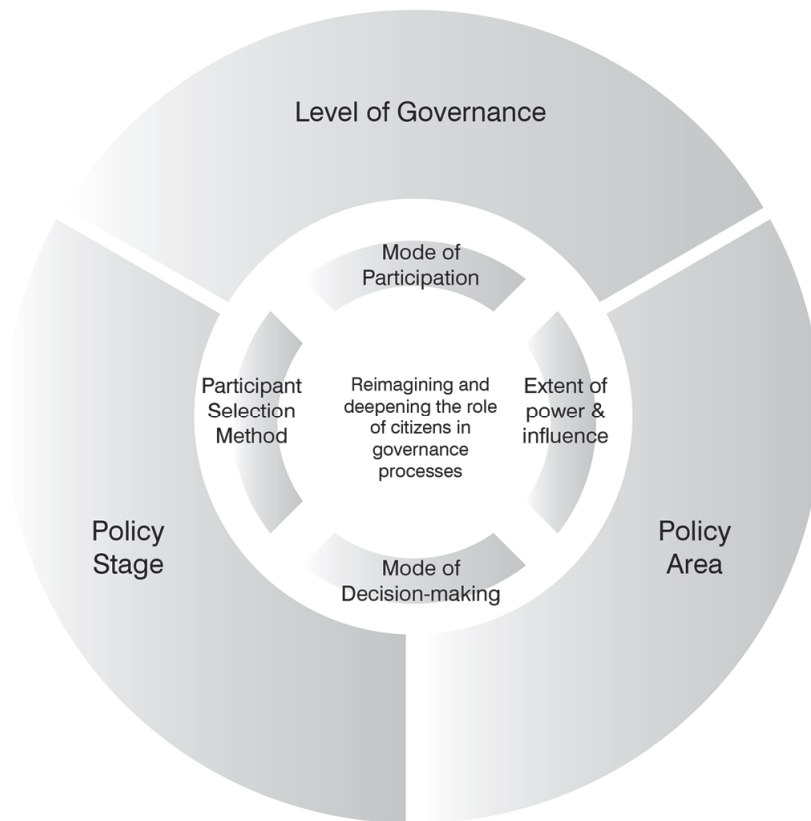 Level of Governance
Mode of
Participation
Participant
Selection
Method
Reimagining and
deepening the role
of citizens in
governance
processes
Extent of
power &
influence
Policy
Stage
Policy
Area
Mode of
Decision-making